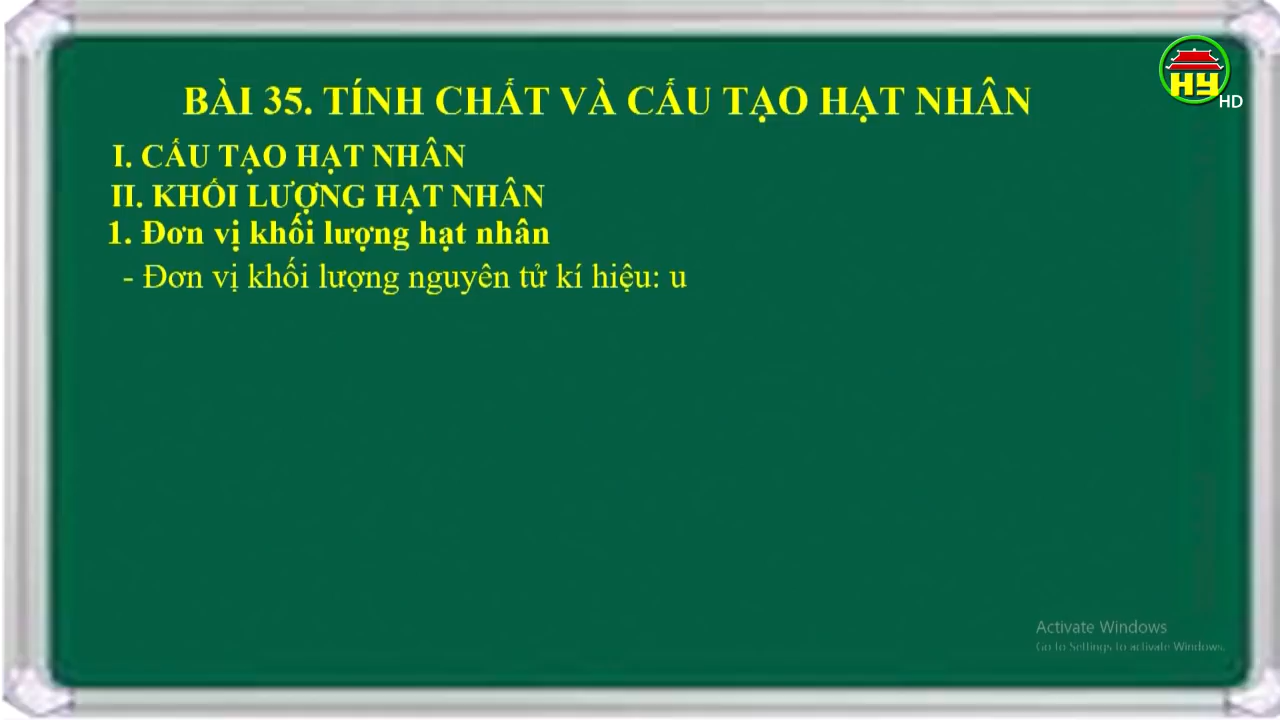 BÀI 35. TÍNH CHẤT VÀ CẤU TẠO HẠT NHÂN
I. CẤU TẠO HẠT NHÂN
II. KHỐI LƯỢNG HẠT NHÂN
1. Đơn vị khối lượng hạt nhân
- Đơn vị khối lượng nguyên tử kí hiệu: u
HY
HD
Activate Windows
Go to Settings to activate Windows.